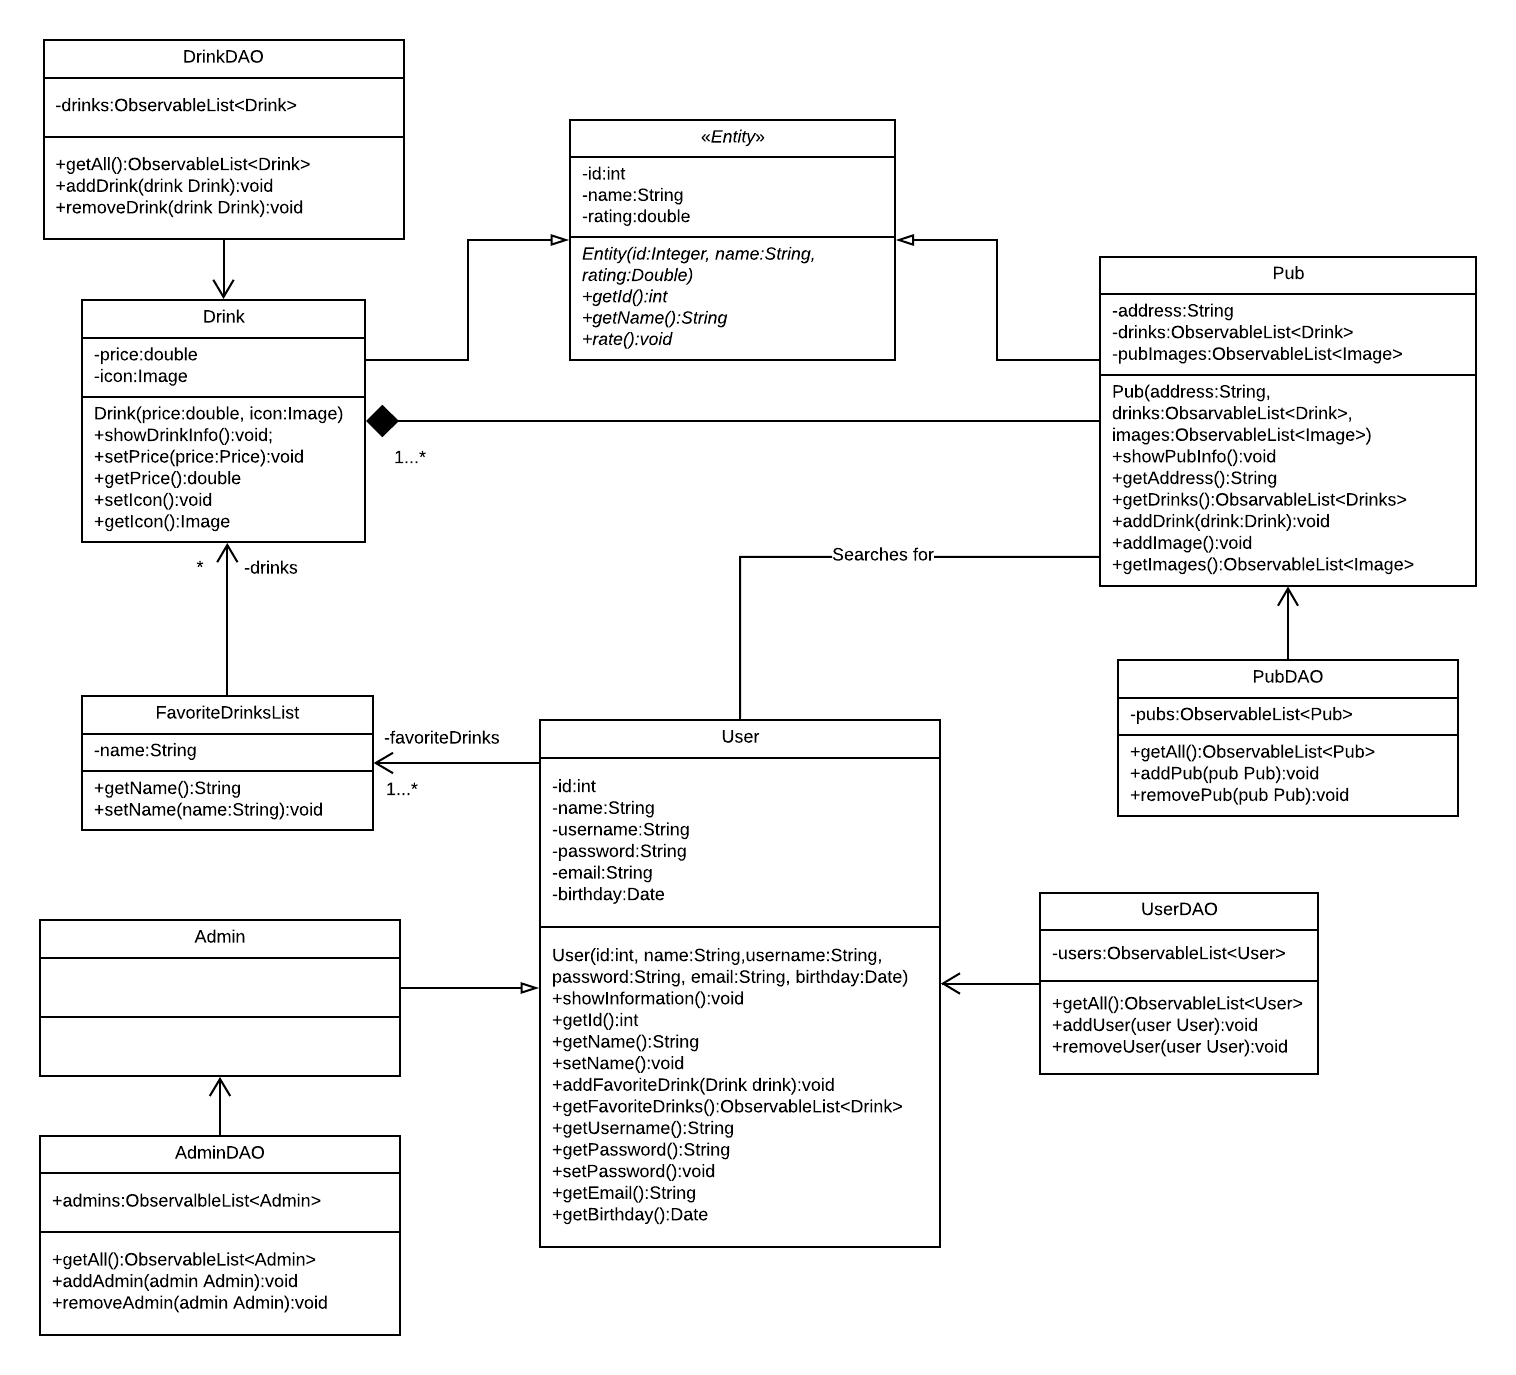 DrinkDAO
-drinks:ObservableList<Drink>
+getAll():ObservableList<Drink>
+addDrink(drink Drink):void
+removeDrink(drink Drink):void
«Entity»
-id:int
-name:String
-rating:double
Entity(id:Integer, name:String,
rating:Double)
+getId():int
+getName():String
+rate():void
Pub
-address:String
-drinks:ObservableList<Drink>
-pubImages:ObservableList<Image>
Pub(address:String,
drinks:ObsarvableList<Drink>,
images:ObservableList<Image>)
+showPubInfo():void
+getAddress():String
+getDrinks():ObsarvableList<Drinks>
+addDrink(drink:Drink):void
+addImage():void
+getImages():ObservableList<Image>
Drink
-price:double
-icon:Image
Drink(price:double, icon:Image)
+showDrinkInfo():void;
+setPrice(price:Price):void
+getPrice():double
+setIcon():void
+getIcon():Image
1...*
* -drinks
Searches for
PubDAO
-pubs:ObservableList<Pub>
+getAll():ObservableList<Pub>
+addPub(pub Pub):void
+removePub(pub Pub):void
FavoriteDrinksList
-name:String
+getName():String
+setName(name:String):void
-favoriteDrinks
1...*
User
-id:int
-name:String
-username:String
-password:String
-email:String
-birthday:Date
User(id:int, name:String,username:String,
password:String, email:String, birthday:Date)
+showInformation():void
+getId():int
+getName():String
+setName():void
+addFavoriteDrink(Drink drink):void
+getFavoriteDrinks():ObservableList<Drink>
+getUsername():String
+getPassword():String
+setPassword():void
+getEmail():String
+getBirthday():Date
UserDAO
-users:ObservableList<User>
+getAll():ObservableList<User>
+addUser(user User):void
+removeUser(user User):void
Admin
AdminDAO
+admins:ObservalbleList<Admin>
+getAll():ObservableList<Admin>
+addAdmin(admin Admin):void
+removeAdmin(admin Admin):void